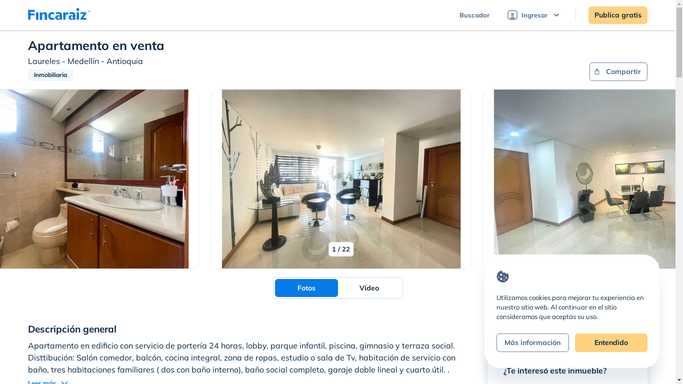 Fincaraiz
Buscador
Ingresar
Publica gratis
Apartamento en venta
Laureles - Medellín - Antioquia
Inmobiliaria
Compartir
1 / 22
Fotos
Video
Descripción general
Apartamento en edificio con servicio de portería 24 horas, lobby, parque infantil, piscina, gimnasio y terraza social.
Disttibución: Salón comedor, balcón, cocina integral, zona de ropas, estudio o sala de Tv, habitación de servicio con
baño, tres habitaciones familiares ( dos con baño interno), baño social completo, garaje doble lineal y cuarto útil. .
Leer más
Utilizamos cookies para mejorar tu experiencia en
nuestro sitio web. Al continuar en el sitio
consideramos que aceptas su uso.
Más información
Entendido
¿Te interesó este inmueble?